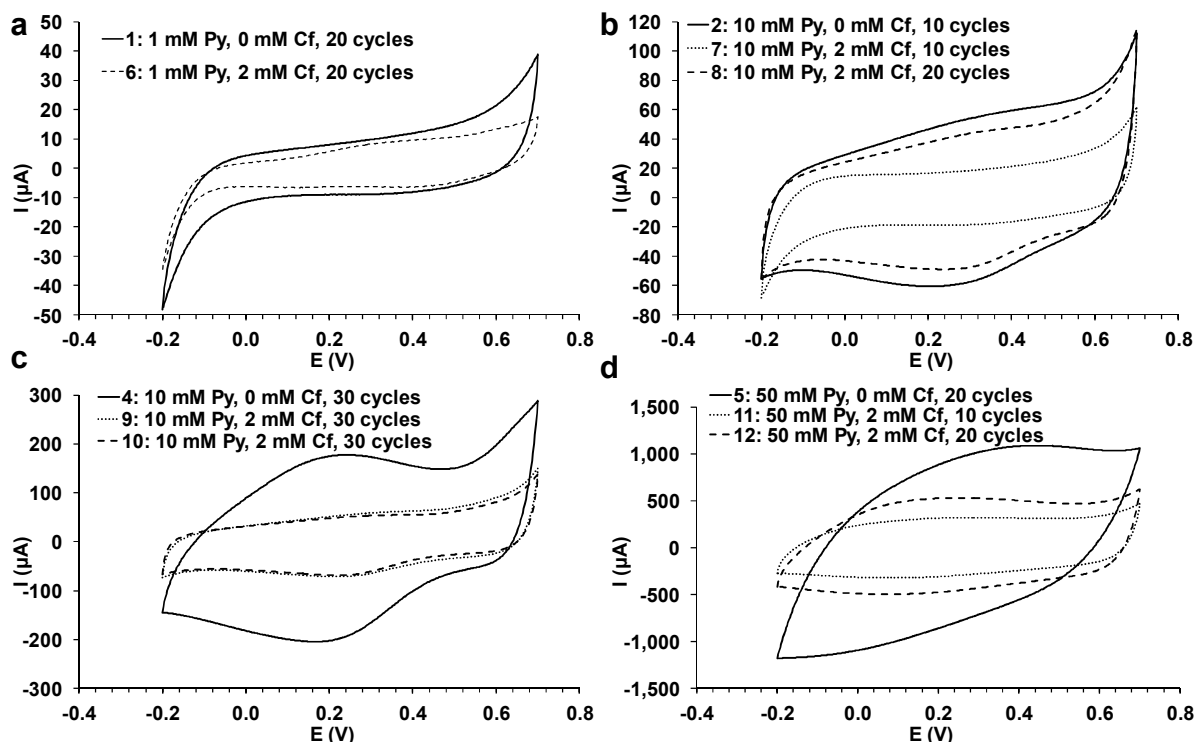 a
1: 1 mM Py, 0 mM Cf, 20 cycles
6: 1 mM Py, 2 mM Cf, 20 cycles
50
40
30
20
10
0
-10
-20
-30
-40
-50
I (µA)
-0.4 -0.2 0.0 0.2 0.4 0.6 0.8
E (V)
b
2: 10 mM Py, 0 mM Cf, 10 cycles
7: 10 mM Py, 2 mM Cf, 10 cycles
8: 10 mM Py, 2 mM Cf, 20 cycles
120
100
80
60
40
20
0
-20
-40
-60
-80
I (µA)
-0.4 -0.2 0.0 0.2 0.4 0.6 0.8
E (V)
c
4: 10 mM Py, 0 mM Cf, 30 cycles
9: 10 mM Py, 2 mM Cf, 30 cycles
10: 10 mM Py, 2 mM Cf, 30 cycles
300
200
100
0
-100
-200
-300
I (µA)
-0.4 -0.2 0.0 0.2 0.4 0.6 0.8
E (V)
d
5: 50 mM Py, 0 mM Cf, 20 cycles
11: 50 mM Py, 2 mM Cf, 10 cycles
12: 50 mM Py, 2 mM Cf, 20 cycles
1,500
1,000
500
0
-500
-1,000
-1,500
I (µA)
-0.4 -0.2 0.0 0.2 0.4 0.6 0.8
E (V)